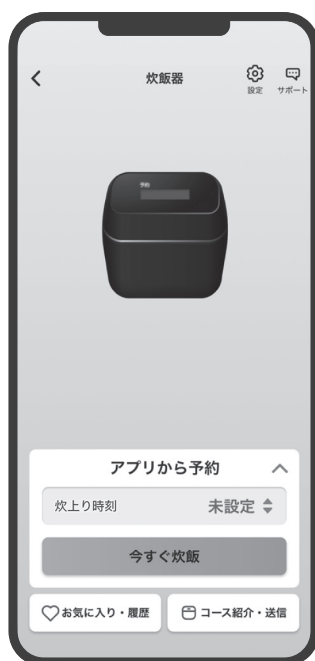 炊飯器
設定
サポート
予約
アプリから予約
炊上り時刻 未設定
今すぐ炊飯
お気に入り・履歴
コース紹介・送信